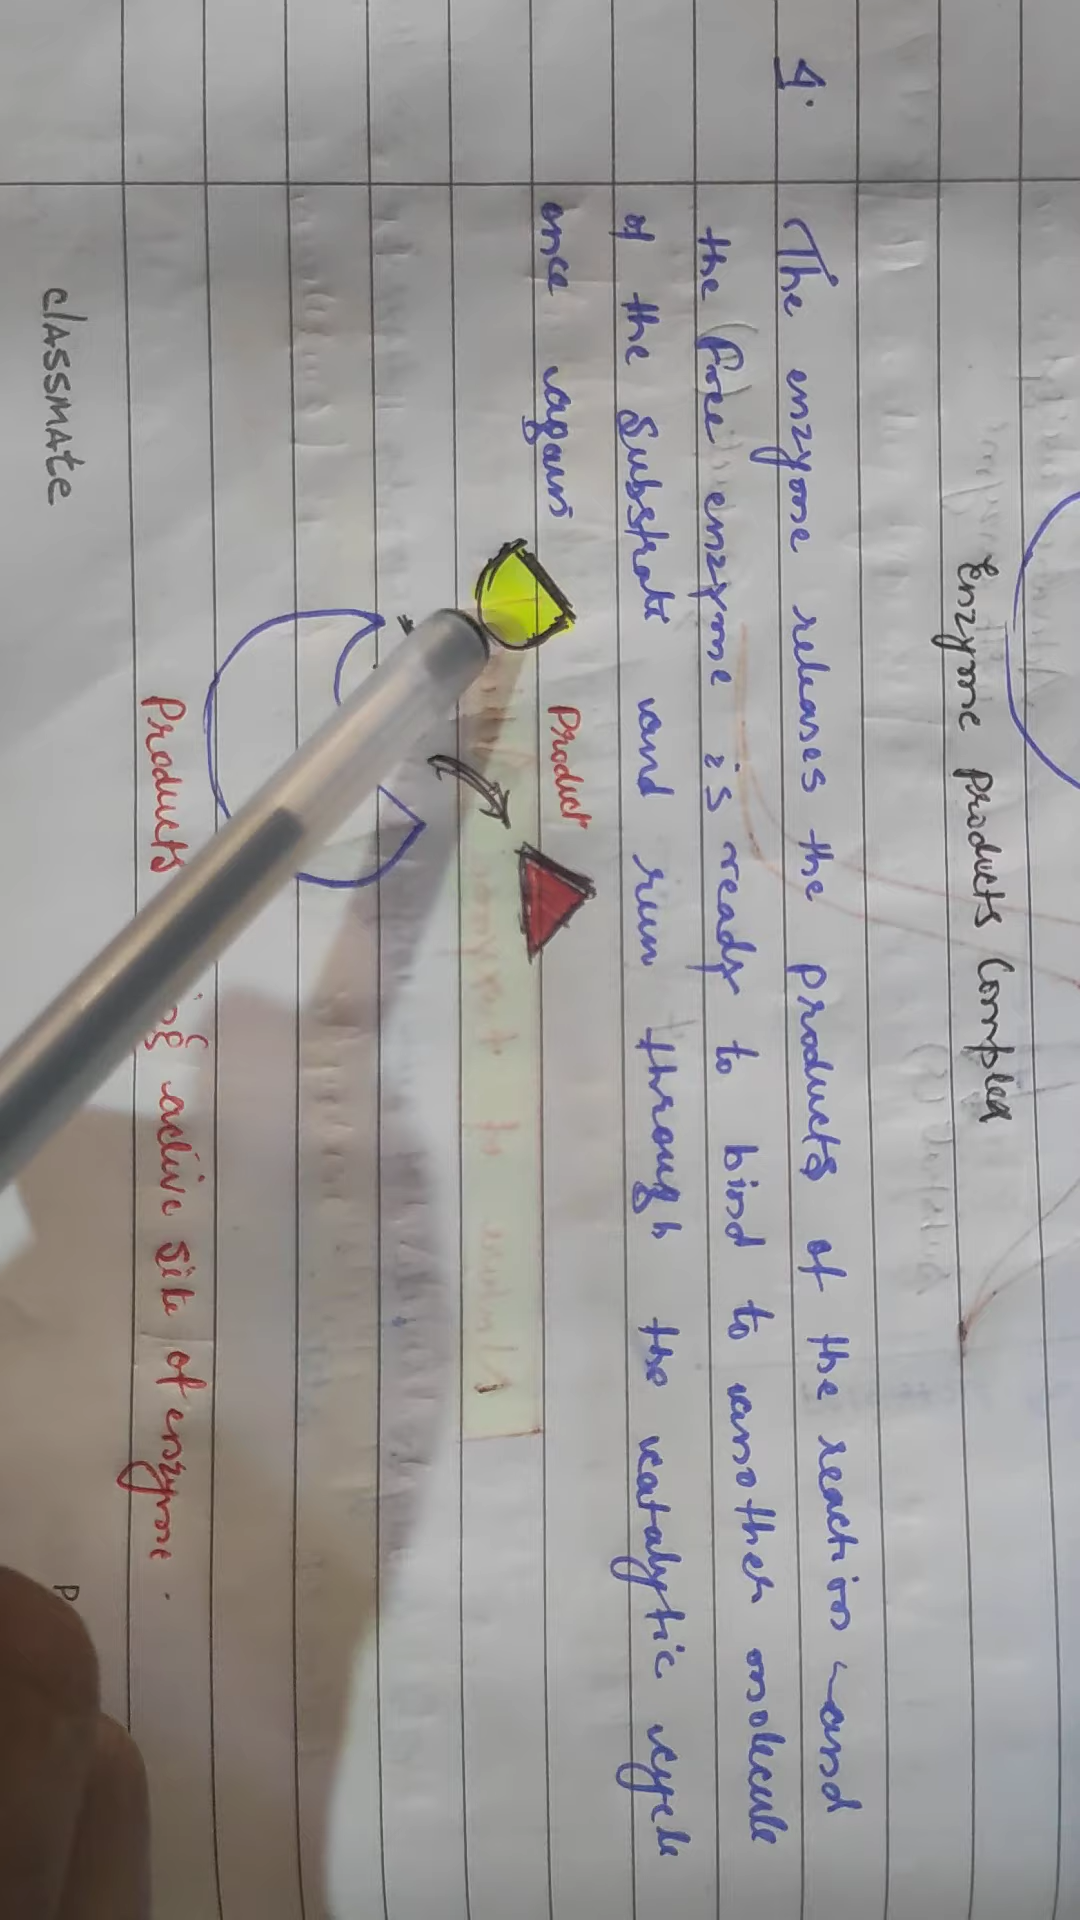 Enzyme Products Complex
4. The enzyme releases the products of the reaction and
the free enzyme is ready to bind to another molecule
of the Substrate and run through the catalytic cycle
once again
Product
Products active site of enzyme.
classmate
P